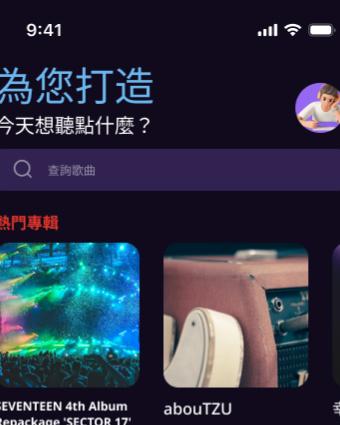 9:41
為您打造
今天想聽點什麼？
查詢歌曲
熱門專輯
SEVENTEEN 4th Album
Repackage 'SECTOR 17'
abouTZU
幸